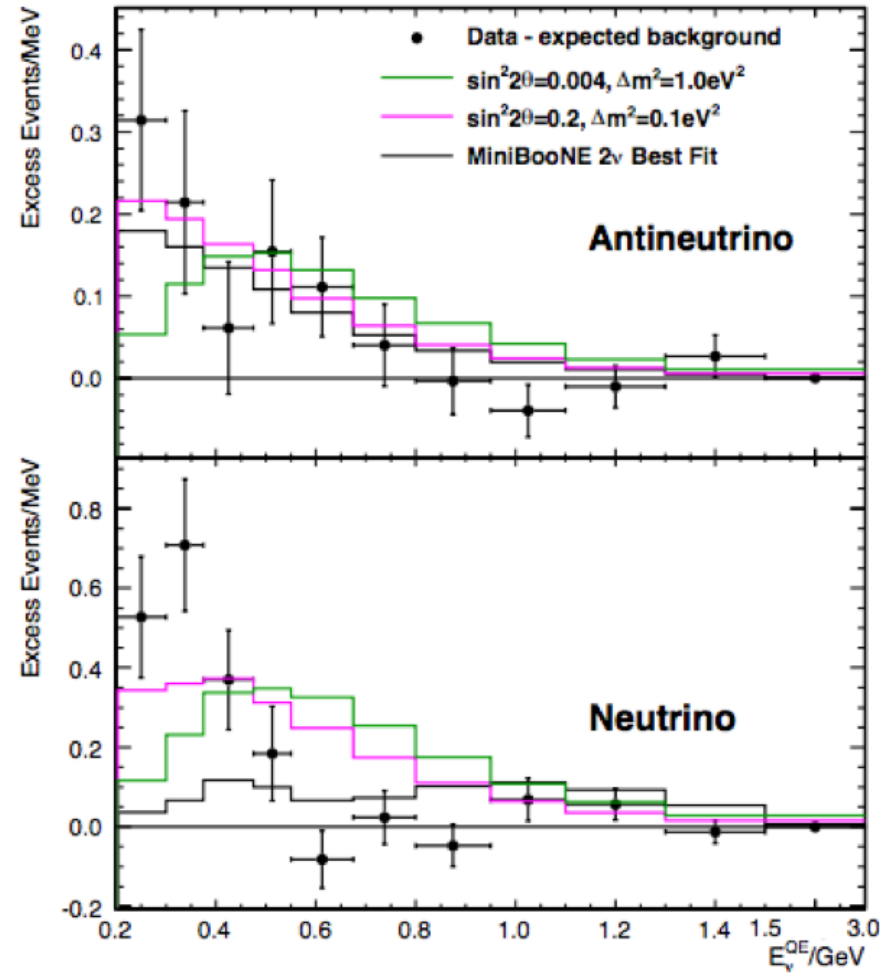 Excess Events/MeV
0.4
0.3
0.2
0.1
0.0
Data - expected background
sin²2θ=0.004, Δm²=1.0eV²
sin²2θ=0.2, Δm²=0.1eV²
MiniBooNE 2ν Best Fit
Antineutrino
Excess Events/MeV
0.8
0.6
0.4
0.2
0.0
-0.2
Neutrino
0.2 0.4 0.6 0.8 1.0 1.2 1.4 1.5 3.0
E_ν^QE/GeV